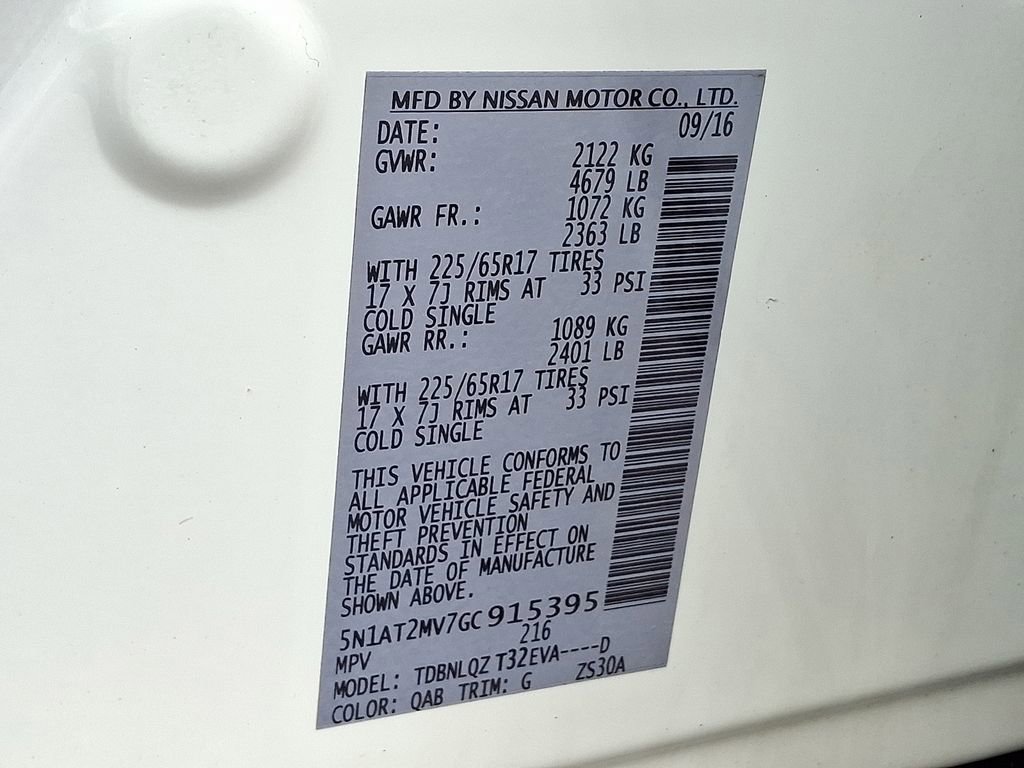 MFD BY NISSAN MOTOR CO., LTD.
DATE: 09/16
GVWR: 2122 KG
4679 LB
GAWR FR.: 1072 KG
2363 LB
WITH 225/65R17 TIRES
17 X 7J RIMS AT 33 PSI
COLD SINGLE
GAWR RR.: 1089 KG
2401 LB
WITH 225/65R17 TIRES
17 X 7J RIMS AT 33 PSI
COLD SINGLE
THIS VEHICLE CONFORMS TO
ALL APPLICABLE FEDERAL
MOTOR VEHICLE SAFETY AND
THEFT PREVENTION
STANDARDS IN EFFECT ON
THE DATE OF MANUFACTURE
SHOWN ABOVE.
5N1AT2MV7GC915395
MPV 216
MODEL: TDBNLQZ T32EVA----D
COLOR: QAB TRIM: G ZS30A